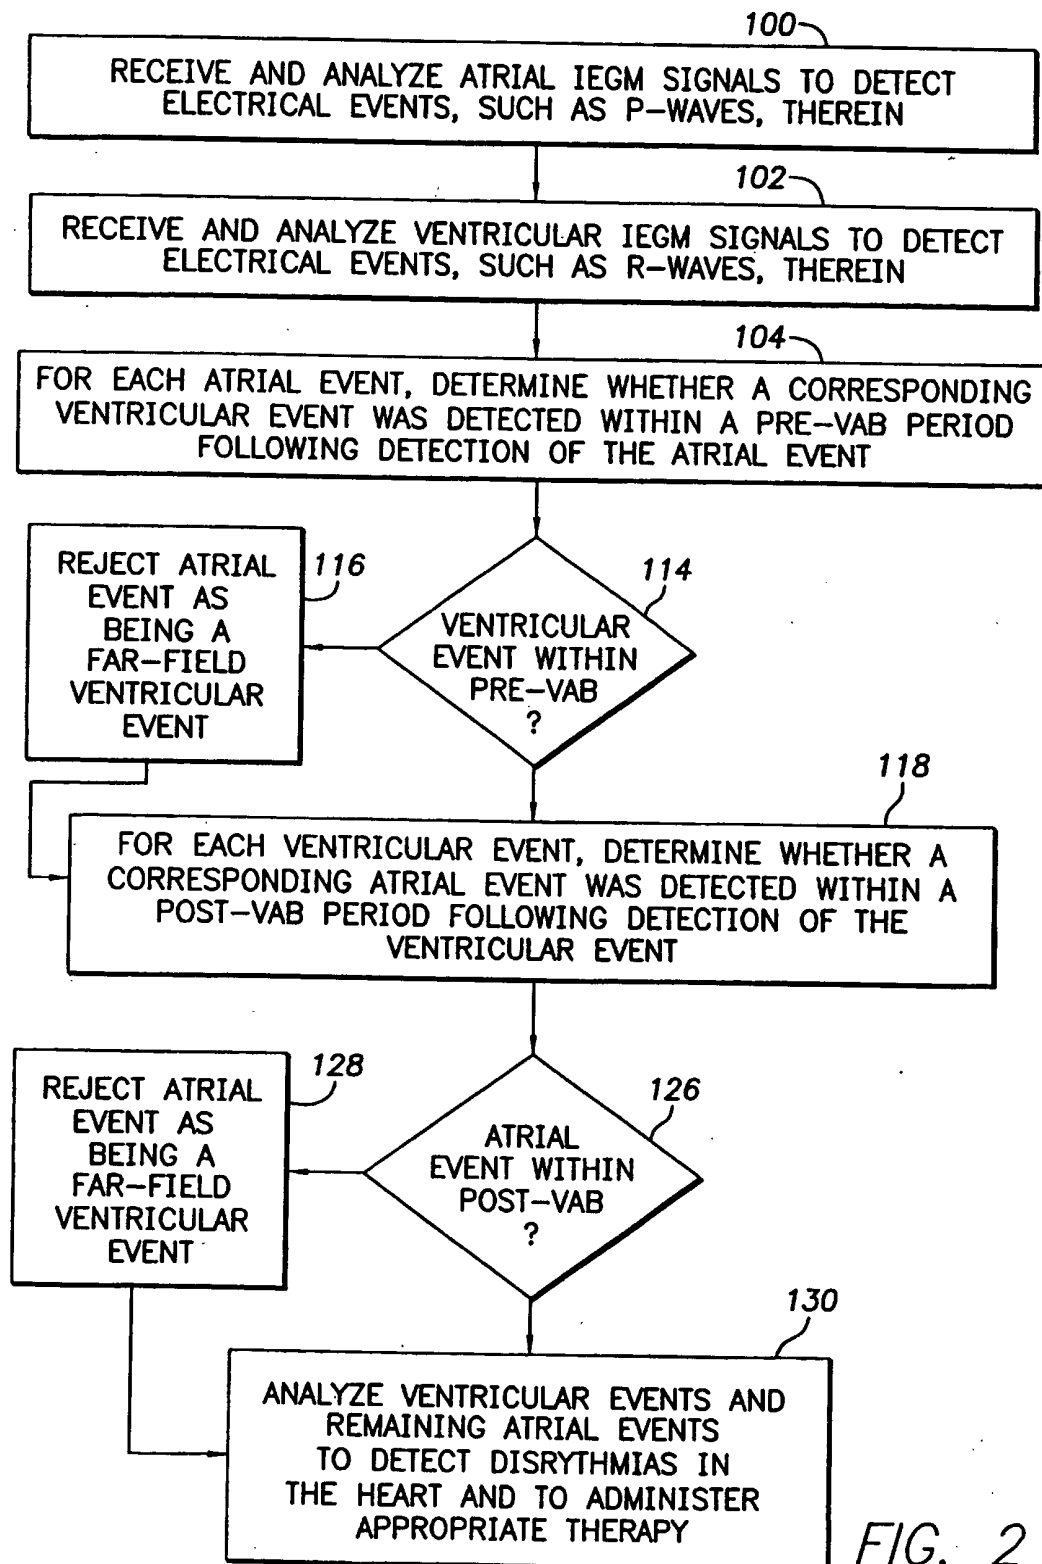 100
RECEIVE AND ANALYZE ATRIAL IEGM SIGNALS TO DETECT
ELECTRICAL EVENTS, SUCH AS P-WAVES, THEREIN
102
RECEIVE AND ANALYZE VENTRICULAR IEGM SIGNALS TO DETECT
ELECTRICAL EVENTS, SUCH AS R-WAVES, THEREIN
104
FOR EACH ATRIAL EVENT, DETERMINE WHETHER A CORRESPONDING
VENTRICULAR EVENT WAS DETECTED WITHIN A PRE-VAB PERIOD
FOLLOWING DETECTION OF THE ATRIAL EVENT
114
VENTRICULAR
EVENT WITHIN
PRE-VAB
?
116
REJECT ATRIAL
EVENT AS
BEING A
FAR-FIELD
VENTRICULAR
EVENT
118
FOR EACH VENTRICULAR EVENT, DETERMINE WHETHER A
CORRESPONDING ATRIAL EVENT WAS DETECTED WITHIN A
POST-VAB PERIOD FOLLOWING DETECTION OF THE
VENTRICULAR EVENT
126
ATRIAL
EVENT WITHIN
POST-VAB
?
128
REJECT ATRIAL
EVENT AS
BEING A
FAR-FIELD
VENTRICULAR
EVENT
130
ANALYZE VENTRICULAR EVENTS AND
REMAINING ATRIAL EVENTS
TO DETECT DISRYTHMIAS IN
THE HEART AND TO ADMINISTER
APPROPRIATE THERAPY
FIG. 2